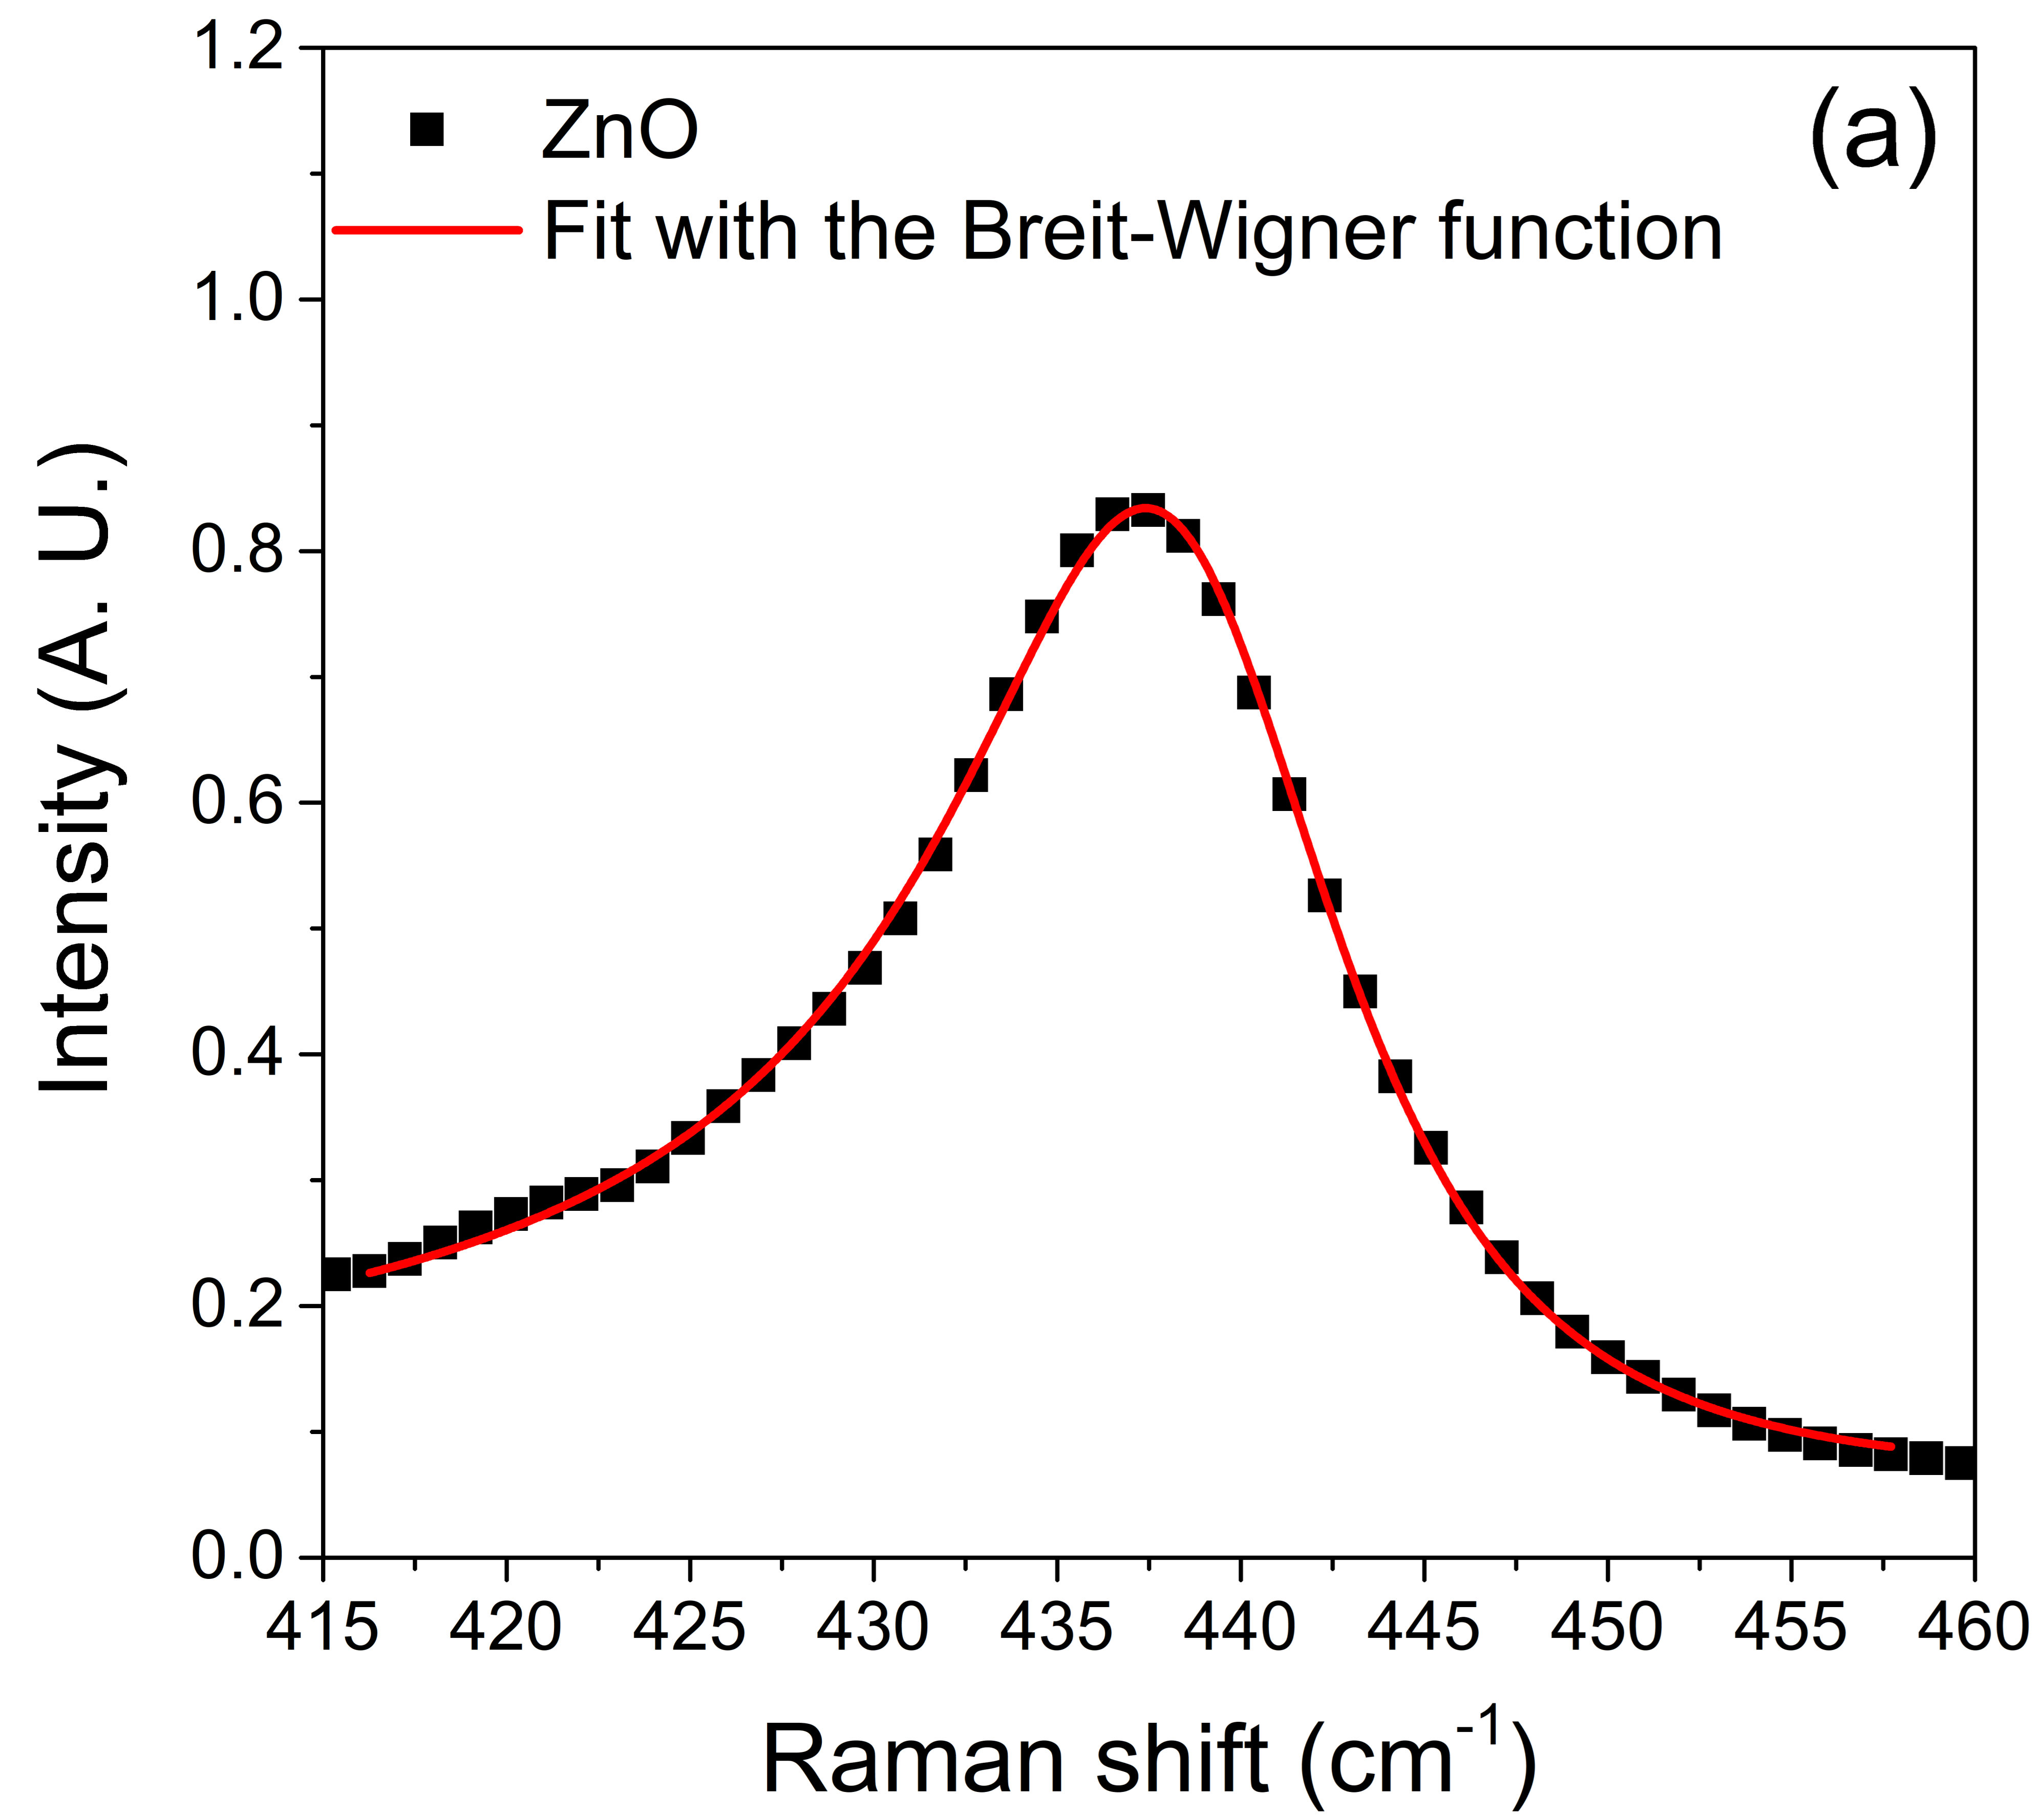 (a)
ZnO
Fit with the Breit-Wigner function
Intensity (A. U.)
1.2
1.0
0.8
0.6
0.4
0.2
0.0
415 420 425 430 435 440 445 450 455 460
Raman shift (cm⁻¹)